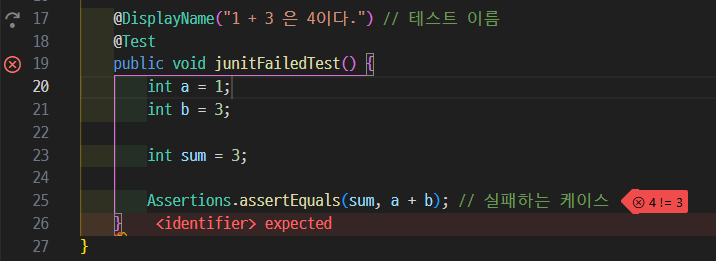 16
17 @DisplayName("1 + 3 은 4이다.") // 테스트 이름
18 @Test
19 public void junitFailedTest() {
20 int a = 1;
21 int b = 3;
22
23 int sum = 3;
24
25 Assertions.assertEquals(sum, a + b); // 실패하는 케이스 4 != 3
26 } <identifier> expected
27 }